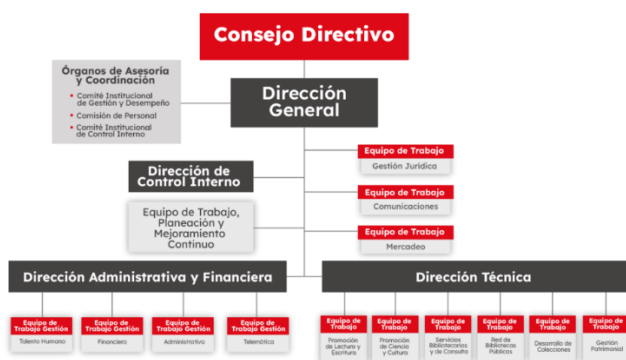 Consejo Directivo
Órganos de Asesoría
y Coordinación
• Comité Institucional
de Gestión y Desempeño
• Comisión de Personal
• Comité Institucional
de Control Interno
Dirección
General
Equipo de Trabajo
Gestión Jurídica
Dirección de
Control Interno
Equipo de Trabajo
Comunicaciones
Equipo de Trabajo,
Planeación y
Mejoramiento
Continuo
Equipo de Trabajo
Mercadeo
Dirección Administrativa y Financiera
Dirección Técnica
Equipo de
Trabajo Gestión
Talento Humano
Equipo de
Trabajo Gestión
Financiera
Equipo de
Trabajo Gestión
Administrativa
Equipo de
Trabajo Gestión
Telemática
Equipo de
Trabajo
Promoción
de Lectura y
Escritura
Equipo de
Trabajo
Promoción
de Ciencia
y Cultura
Equipo de
Trabajo
Servicios
Bibliotecarios
y de Consulta
Equipo de
Trabajo
Red de
Bibliotecas
Públicas
Equipo de
Trabajo
Desarrollo de
Colecciones
Equipo de
Trabajo
Gestión
Patrimonial